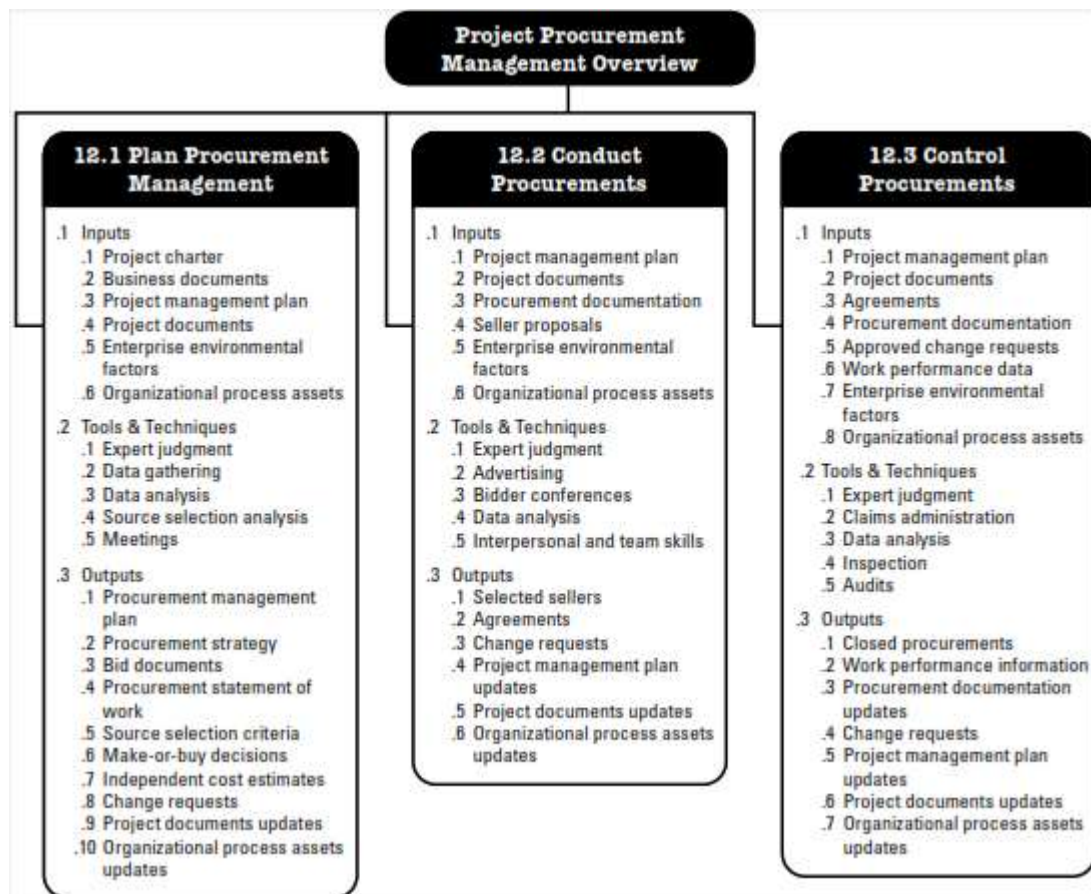 Project Procurement
Management Overview
12.1 Plan Procurement
Management
.1 Inputs
.1 Project charter
.2 Business documents
.3 Project management plan
.4 Project documents
.5 Enterprise environmental
factors
.6 Organizational process assets
.2 Tools & Techniques
.1 Expert judgment
.2 Data gathering
.3 Data analysis
.4 Source selection analysis
.5 Meetings
.3 Outputs
.1 Procurement management
plan
.2 Procurement strategy
.3 Bid documents
.4 Procurement statement of
work
.5 Source selection criteria
.6 Make-or-buy decisions
.7 Independent cost estimates
.8 Change requests
.9 Project documents updates
.10 Organizational process assets
updates
12.2 Conduct
Procurements
.1 Inputs
.1 Project management plan
.2 Project documents
.3 Procurement documentation
.4 Seller proposals
.5 Enterprise environmental
factors
.6 Organizational process assets
.2 Tools & Techniques
.1 Expert judgment
.2 Advertising
.3 Bidder conferences
.4 Data analysis
.5 Interpersonal and team skills
.3 Outputs
.1 Selected sellers
.2 Agreements
.3 Change requests
.4 Project management plan
updates
.5 Project documents updates
.6 Organizational process assets
updates
12.3 Control
Procurements
.1 Inputs
.1 Project management plan
.2 Project documents
.3 Agreements
.4 Procurement documentation
.5 Approved change requests
.6 Work performance data
.7 Enterprise environmental
factors
.8 Organizational process assets
.2 Tools & Techniques
.1 Expert judgment
.2 Claims administration
.3 Data analysis
.4 Inspection
.5 Audits
.3 Outputs
.1 Closed procurements
.2 Work performance information
.3 Procurement documentation
updates
.4 Change requests
.5 Project management plan
updates
.6 Project documents updates
.7 Organizational process assets
updates